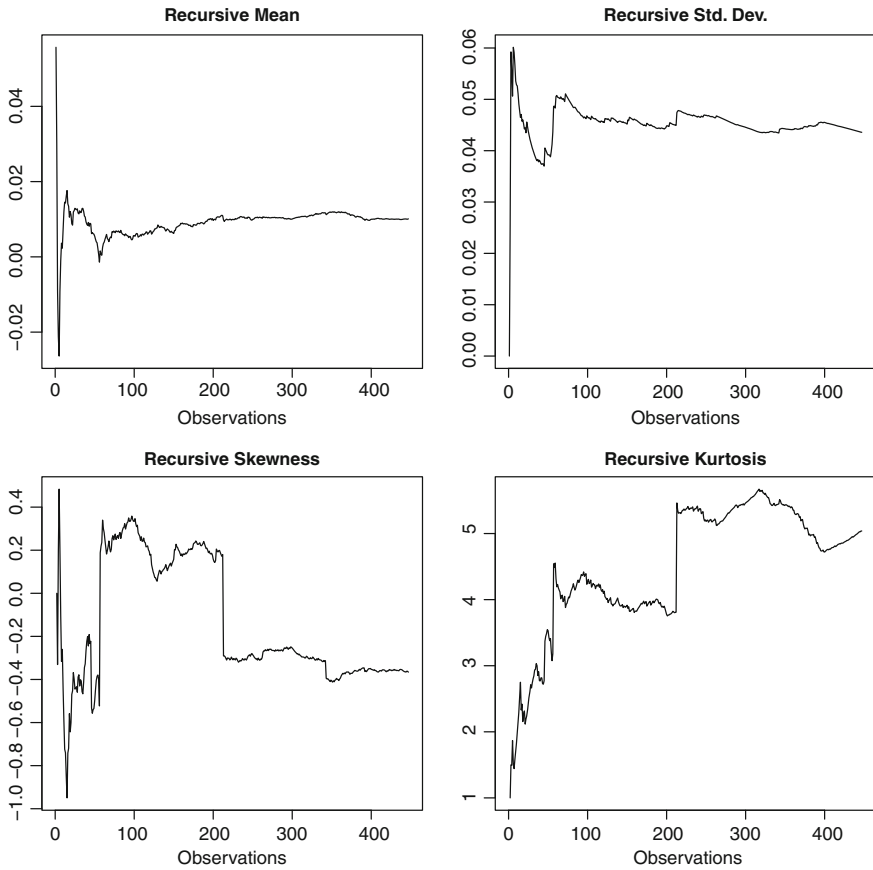 Recursive Mean
0.04
0.02
0.00
−0.02
0 100 200 300 400
Observations
Recursive Std. Dev.
0.06
0.05
0.04
0.03
0.02
0.01
0.00
0 100 200 300 400
Observations
Recursive Skewness
0.4
0.2
0.0
−0.2
−0.4
−0.6
−0.8
−1.0
0 100 200 300 400
Observations
Recursive Kurtosis
5
4
3
2
1
0 100 200 300 400
Observations